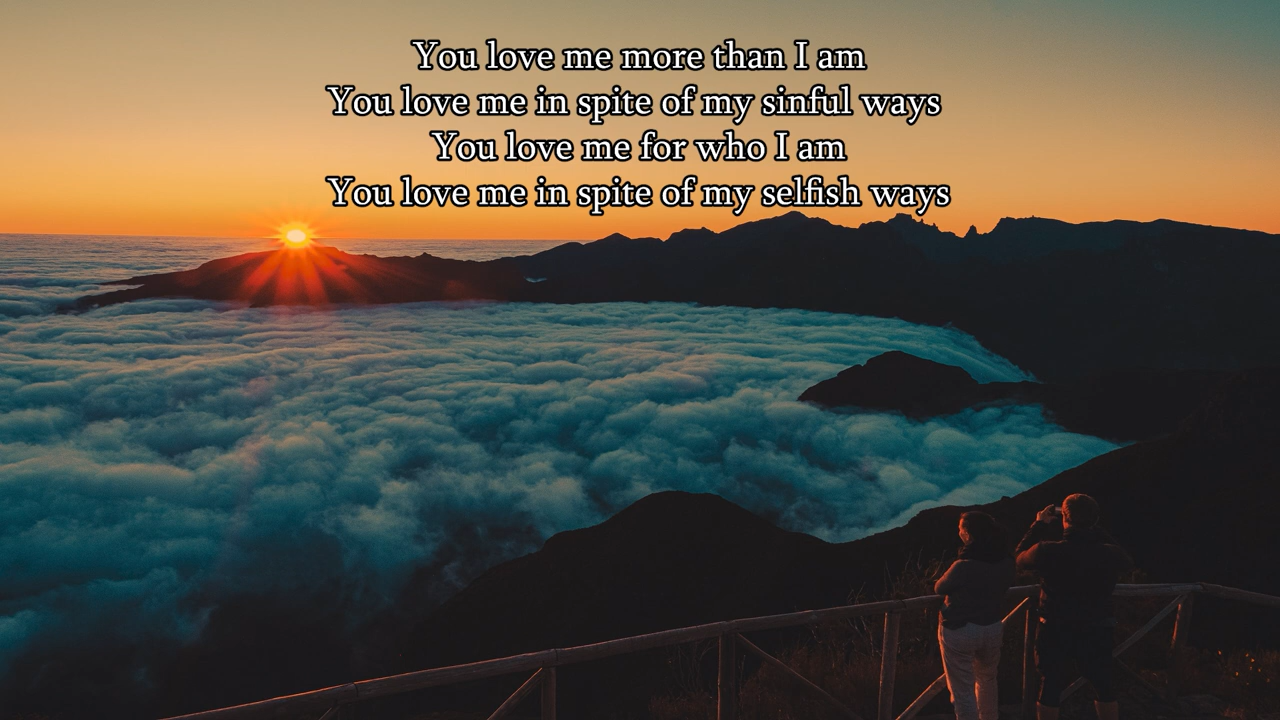 You love me more than I am
You love me in spite of my sinful ways
You love me for who I am
You love me in spite of my selfish ways